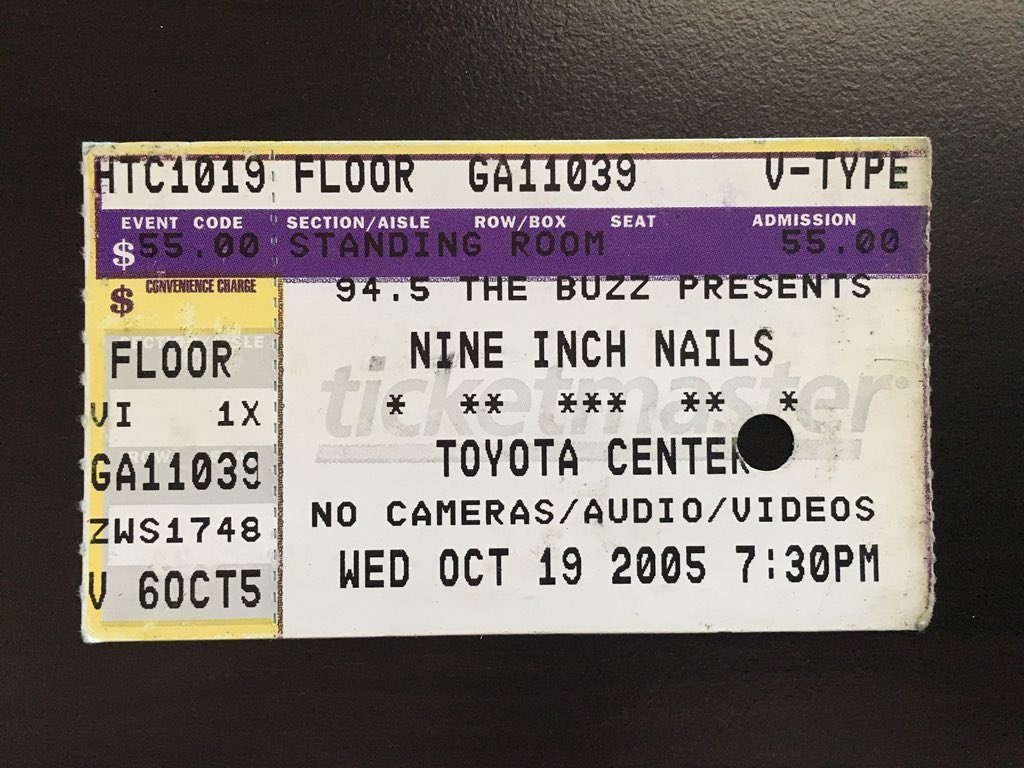 HTC1019 FLOOR GA11039 V-TYPE
EVENT CODE SECTION/AISLE ROW/BOX SEAT ADMISSION
$55.00 STANDING ROOM 55.00
$ CONVENIENCE CHARGE
94.5 THE BUZZ PRESENTS
NINE INCH NAILS
FLOOR
ticketmaster®
* ** *** ** *
VI 1X
TOYOTA CENTER
GA11039
NO CAMERAS/AUDIO/VIDEOS
ZWS1748
WED OCT 19 2005 7:30PM
V 6OCT5